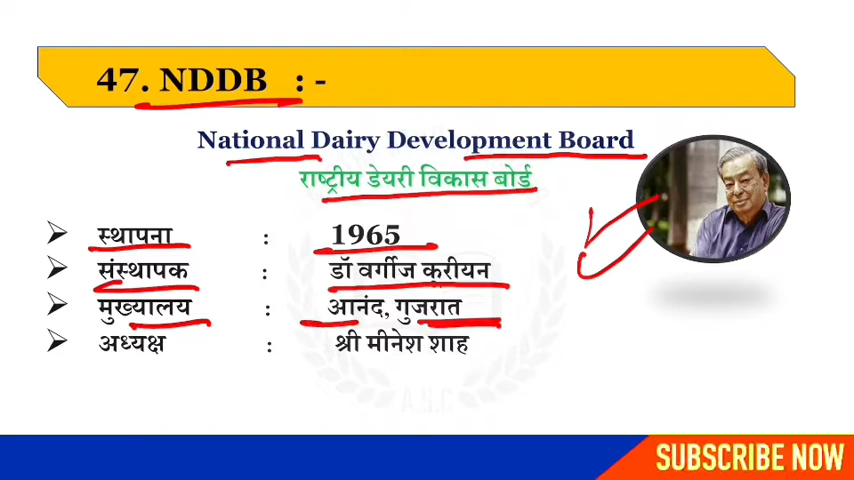 47. NDDB : -
National Dairy Development Board
राष्ट्रीय डेयरी विकास बोर्ड
➢ स्थापना : 1965
➢ संस्थापक : डॉ वर्गीज कूरीयन
➢ मुख्यालय : आनंद, गुजरात
➢ अध्यक्ष : श्री मीनेश शाह
A.S.C
SUBSCRIBE NOW